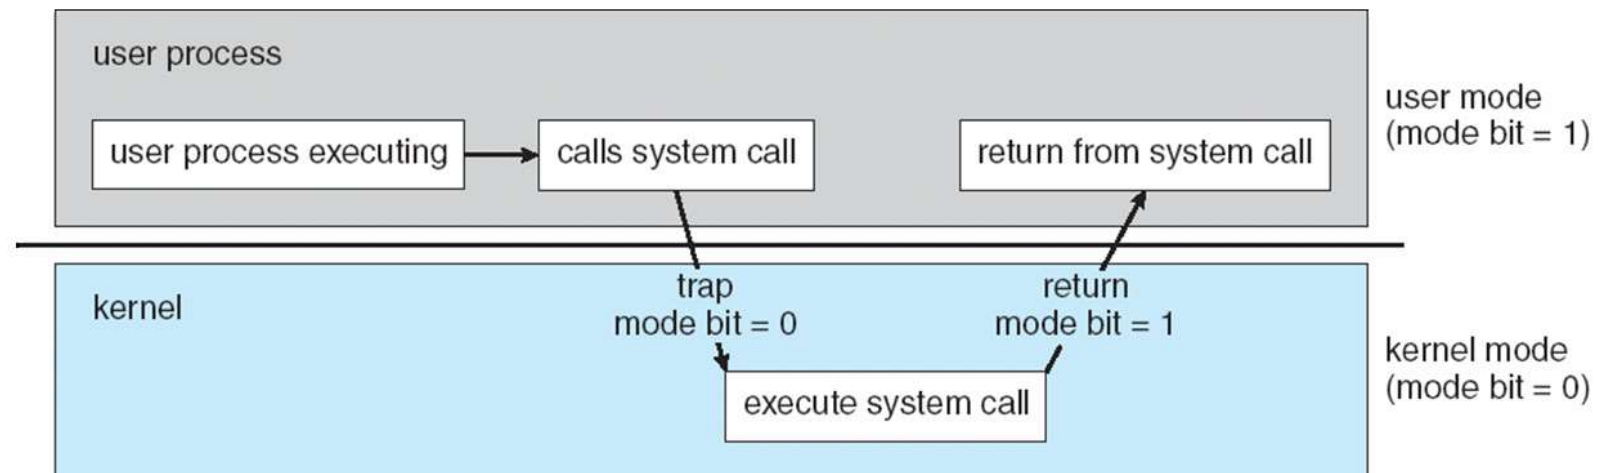 user process
user process executing
calls system call
return from system call
user mode
(mode bit = 1)
kernel
trap
mode bit = 0
return
mode bit = 1
execute system call
kernel mode
(mode bit = 0)